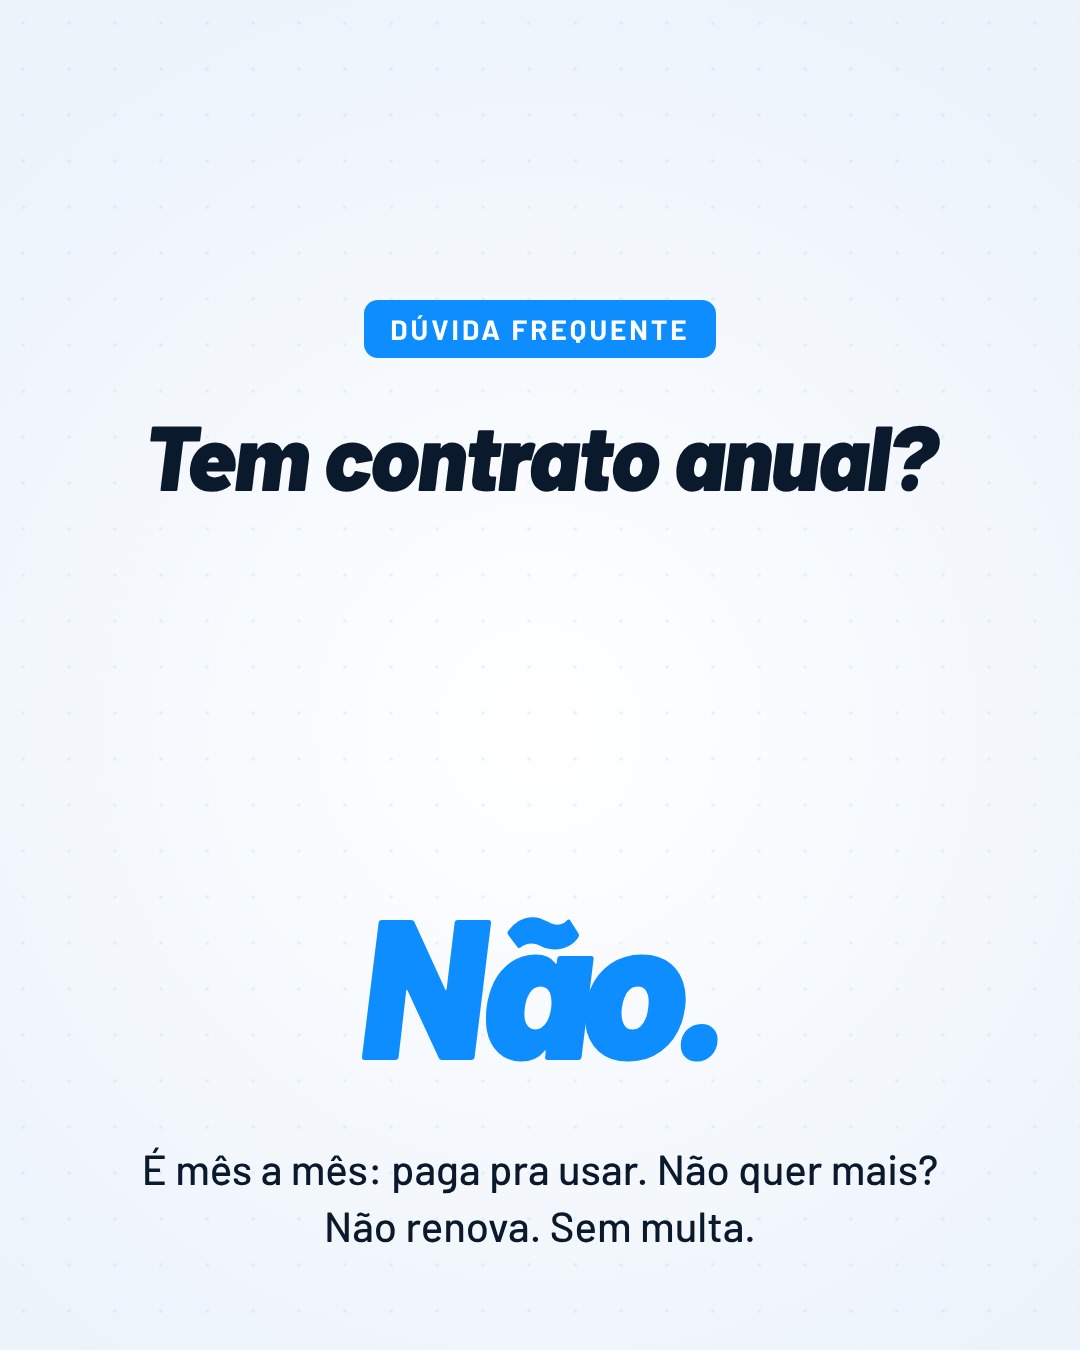 DÚVIDA FREQUENTE
Tem contrato anual?
Não.
É mês a mês: paga pra usar. Não quer mais?
Não renova. Sem multa.